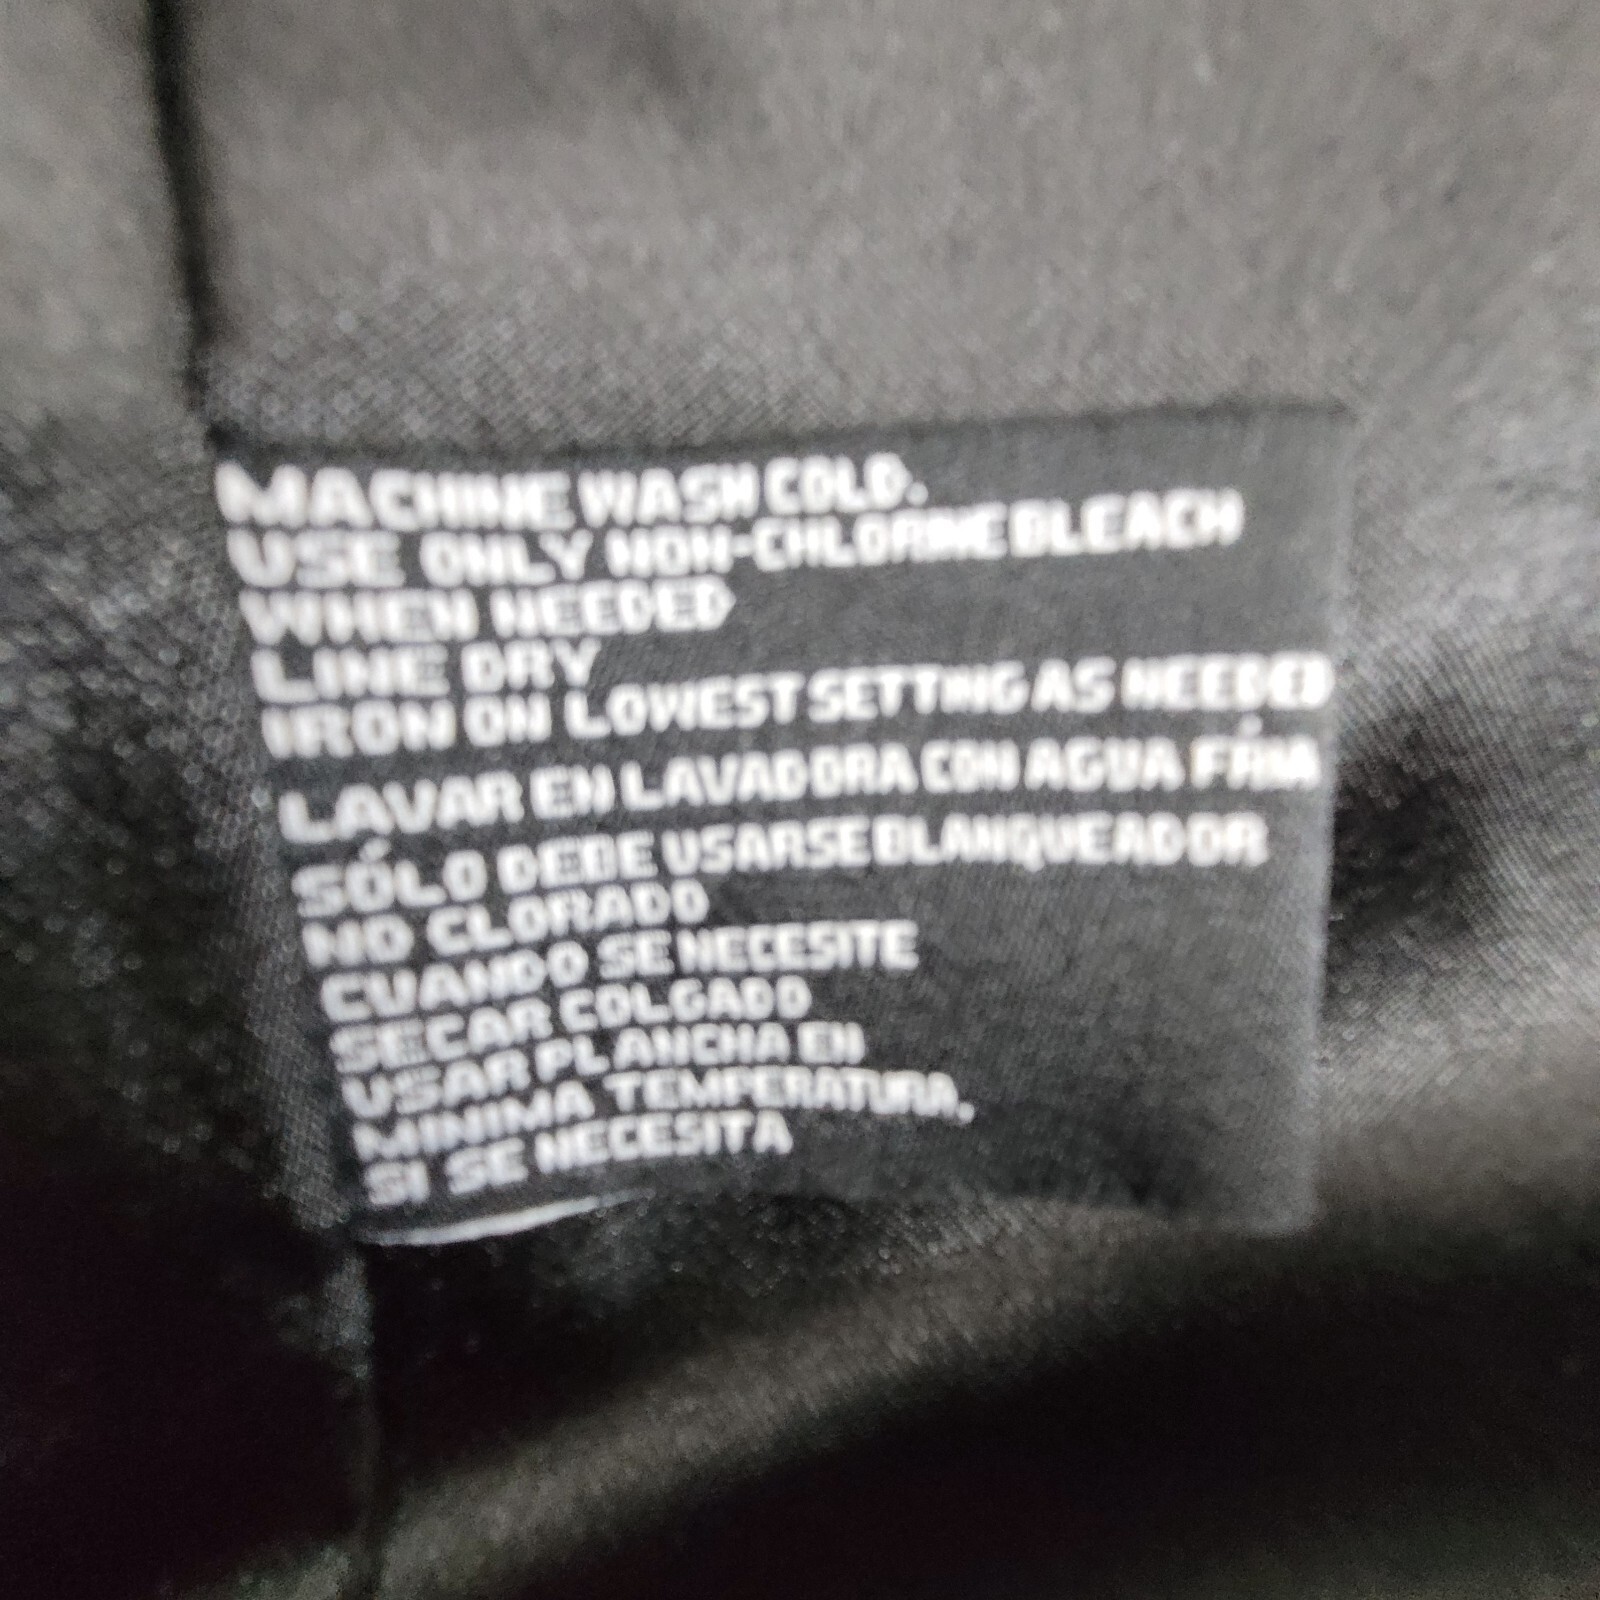 MACHINE WASH COLD.
USE ONLY NON-CHLORINE BLEACH
WHEN NEEDED
LINE DRY
IRON ON LOWEST SETTING AS NEEDED
LAVAR EN LAVADORA CON AGUA FRÍA
SÓLO DEBE USARSE BLANQUEADOR
NO CLORADO
CUANDO SE NECESITE
SECAR COLGADO
USAR PLANCHA EN
MINIMA TEMPERATURA,
SI SE NECESITA